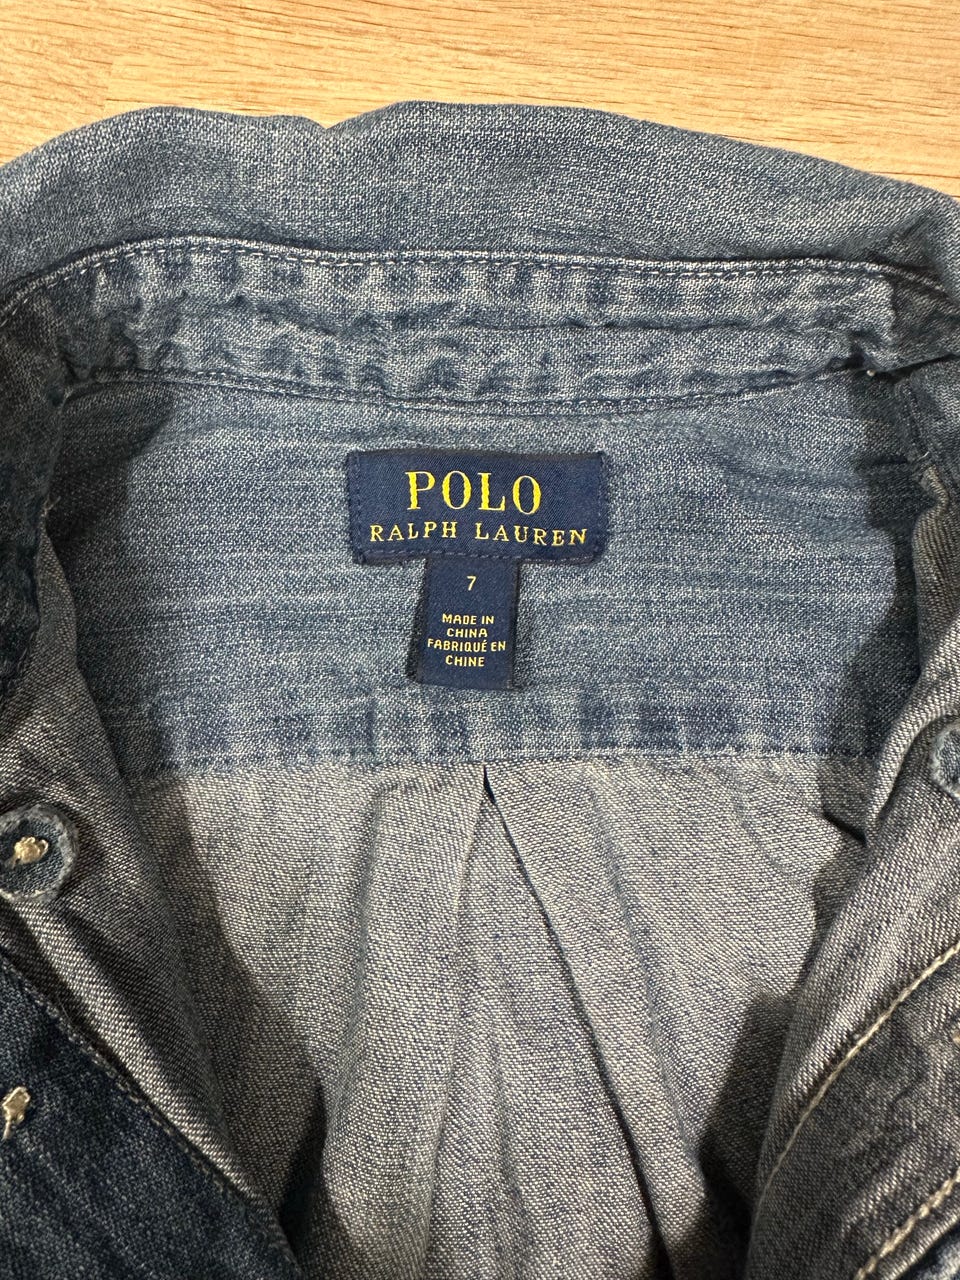 POLO
RALPH LAUREN
7
MADE IN
CHINA
FABRIQUÉ EN
CHINE